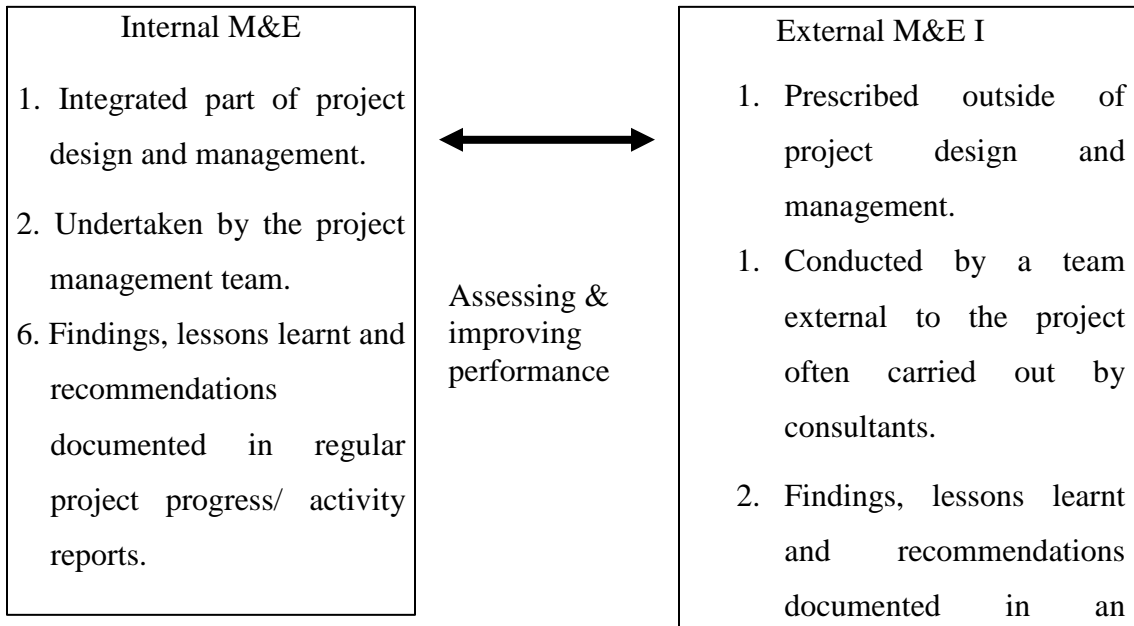 Internal M&E
1. Integrated part of project
design and management.
2. Undertaken by the project
management team.
6. Findings, lessons learnt and
recommendations
documented in regular
project progress/ activity
reports.
Assessing &
improving
performance
External M&E I
1. Prescribed outside of
project design and
management.
1. Conducted by a team
external to the project
often carried out by
consultants.
2. Findings, lessons learnt
and recommendations
documented in an